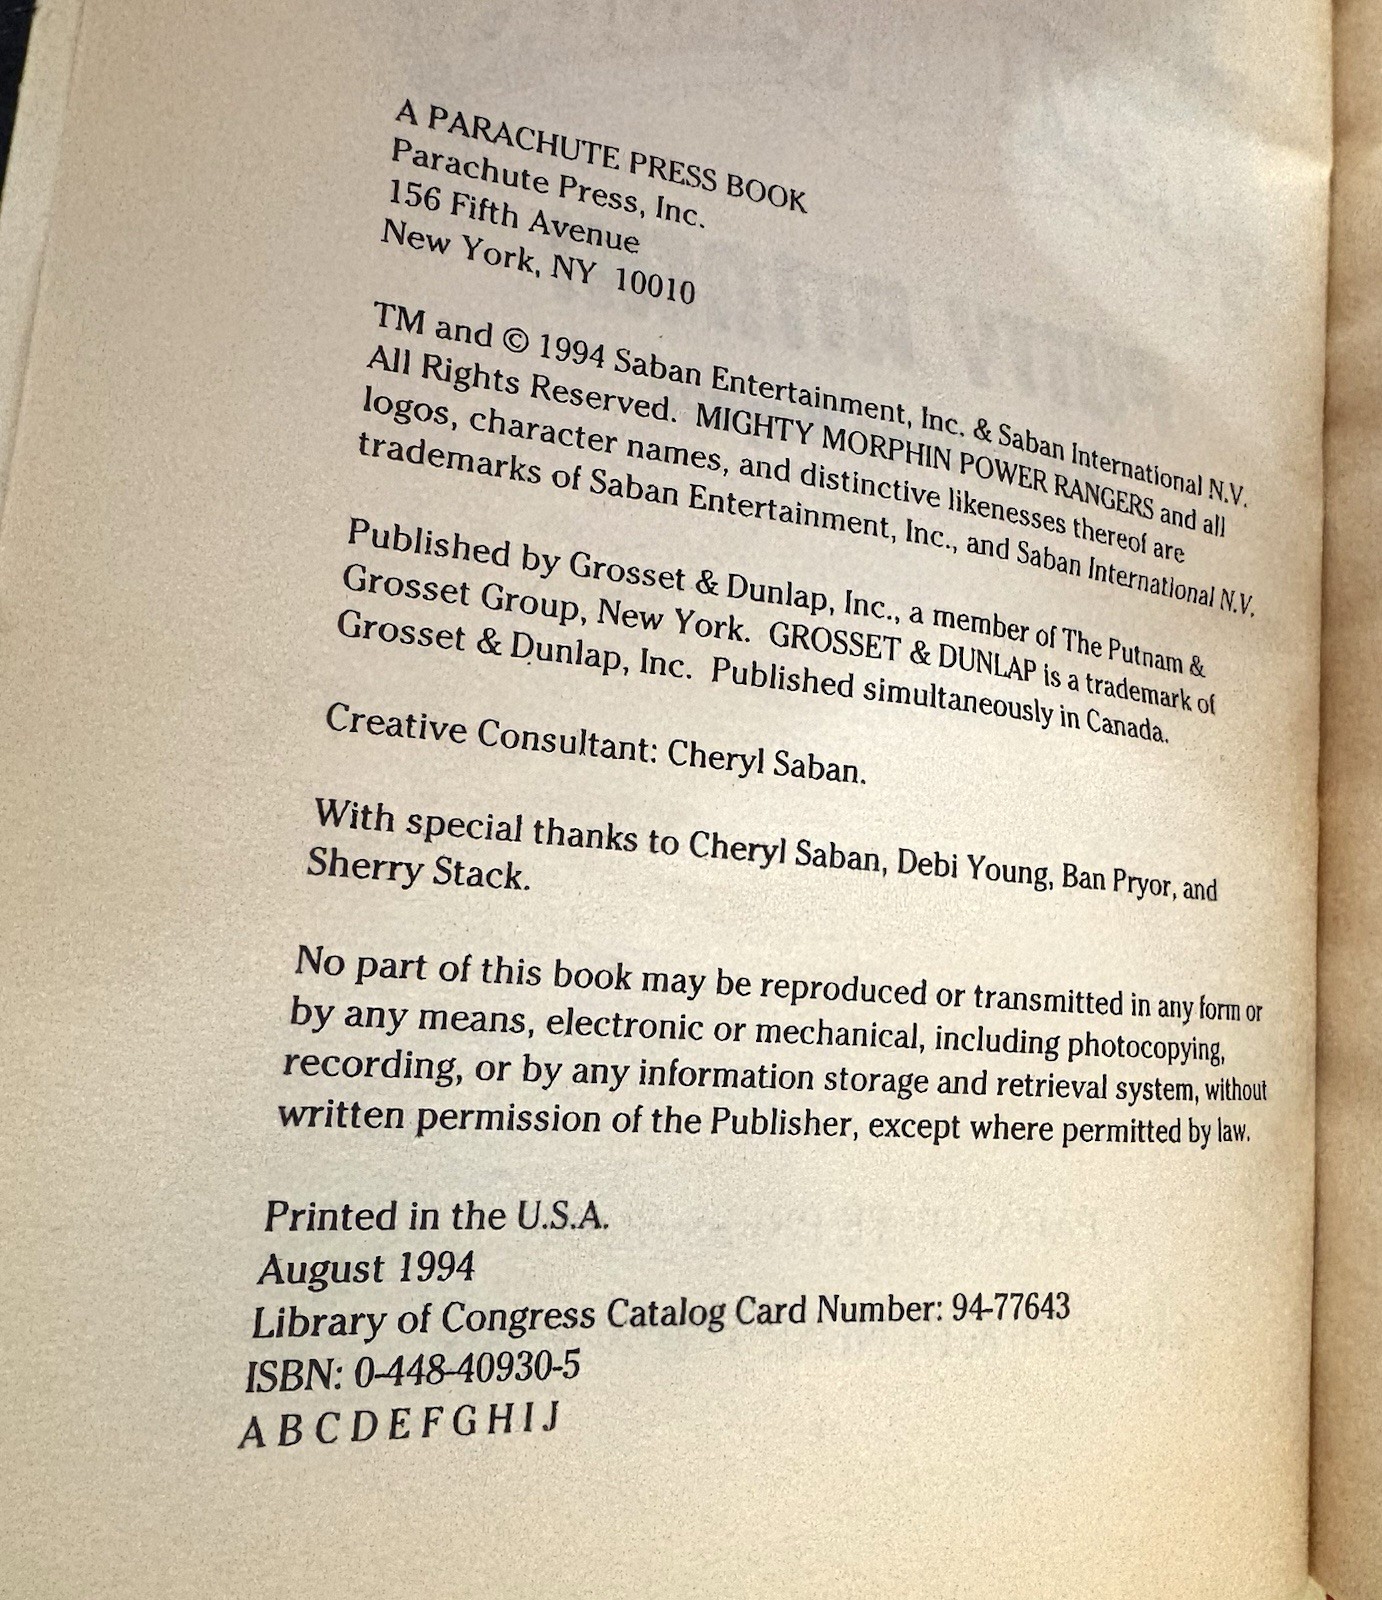 A PARACHUTE PRESS BOOK
Parachute Press, Inc.
156 Fifth Avenue
New York, NY 10010
TM and © 1994 Saban Entertainment, Inc. & Saban International N.V.
All Rights Reserved. MIGHTY MORPHIN POWER RANGERS and all
logos, character names, and distinctive likenesses thereof are
trademarks of Saban Entertainment, Inc., and Saban International N.V.
Published by Grosset & Dunlap, Inc., a member of The Putnam &
Grosset Group, New York. GROSSET & DUNLAP is a trademark of
Grosset & Dunlap, Inc. Published simultaneously in Canada.
Creative Consultant: Cheryl Saban.
With special thanks to Cheryl Saban, Debi Young, Ban Pryor, and
Sherry Stack.
No part of this book may be reproduced or transmitted in any form or
by any means, electronic or mechanical, including photocopying,
recording, or by any information storage and retrieval system, without
written permission of the Publisher, except where permitted by law.
Printed in the U.S.A.
August 1994
Library of Congress Catalog Card Number: 94-77643
ISBN: 0-448-40930-5
A B C D E F G H I J